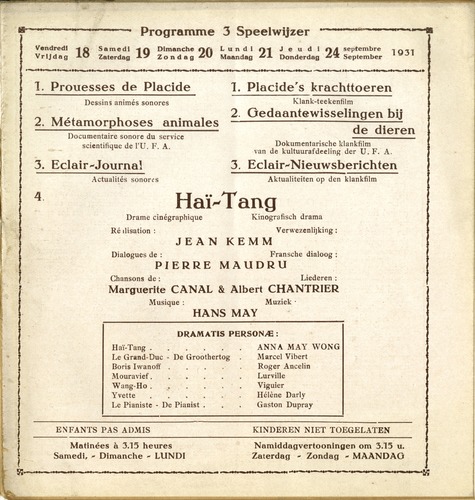 Programme 3 Speelwijzer
Vendredi Vrijdag 18 Samedi Zaterdag 19 Dimanche Zondag 20 Lundi Maandag 21 Jeudi Donderdag 24 septembre September 1931
1. Prouesses de Placide
Dessins animés sonores
2. Métamorphoses animales
Documentaire sonore du service
scientifique de l'U. F. A.
3. Eclair-Journal
Actualités sonores
1. Placide's krachttoeren
Klank-teekenfilm
2. Gedaantewisselingen bij
de dieren
Dokumentarische klankfilm
van de kultuurafdeeling der U. F. A.
3. Eclair-Nieuwsberichten
Aktualiteiten op den klankfilm
4. Haï-Tang
Drame cinégraphique Kinografisch drama
Réalisation : Verwezenlijking :
JEAN KEMM
Dialogues de : Fransche dialoog :
PIERRE MAUDRU
Chansons de : Liederen :
Marguerite CANAL & Albert CHANTRIER
Musique : Muziek
HANS MAY
DRAMATIS PERSONÆ :
Haï-Tang . . . . . . ANNA MAY WONG
Le Grand-Duc - De Groothertog . Marcel Vibert
Boris Iwanoff . . . . . Roger Ancelin
Mouravief . . . . . . Lurville
Wang-Ho . . . . . . Viguier
Yvette . . . . . . Hélène Darly
Le Pianiste - De Pianist . . . Gaston Dupray
ENFANTS PAS ADMIS KINDEREN NIET TOEGELATEN
Matinées à 3.15 heures Namiddagvertooningen om 3.15 u.
Samedi, - Dimanche - LUNDI Zaterdag - Zondag - MAANDAG